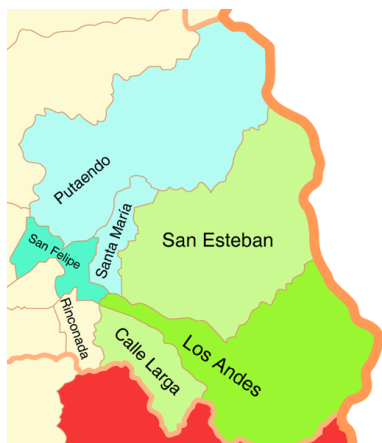 Putaendo
San Felipe
Santa María
San Esteban
Rinconada
Calle Larga
Los Andes